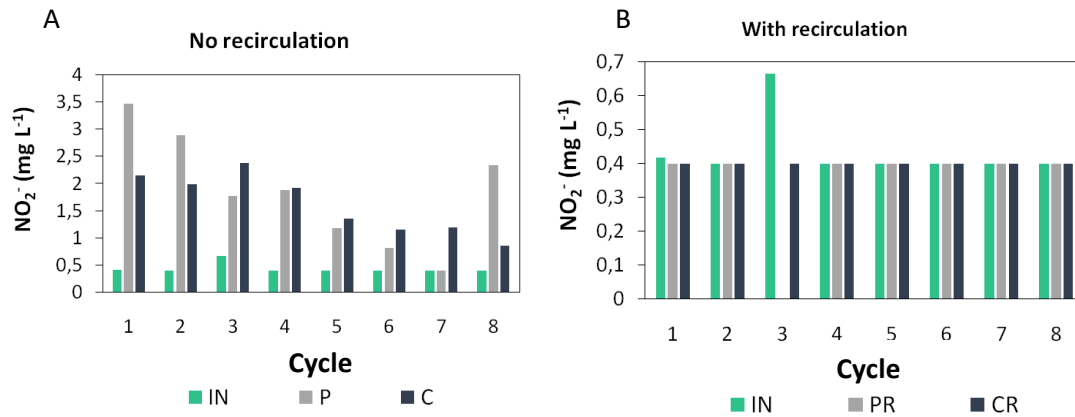 A
No recirculation
NO₂⁻ (mg L⁻¹)
4
3,5
3
2,5
2
1,5
1
0,5
0
1 2 3 4 5 6 7 8
Cycle
IN P C
B
With recirculation
NO₂⁻ (mg L⁻¹)
0,7
0,6
0,5
0,4
0,3
0,2
0,1
0
1 2 3 4 5 6 7 8
Cycle
IN PR CR